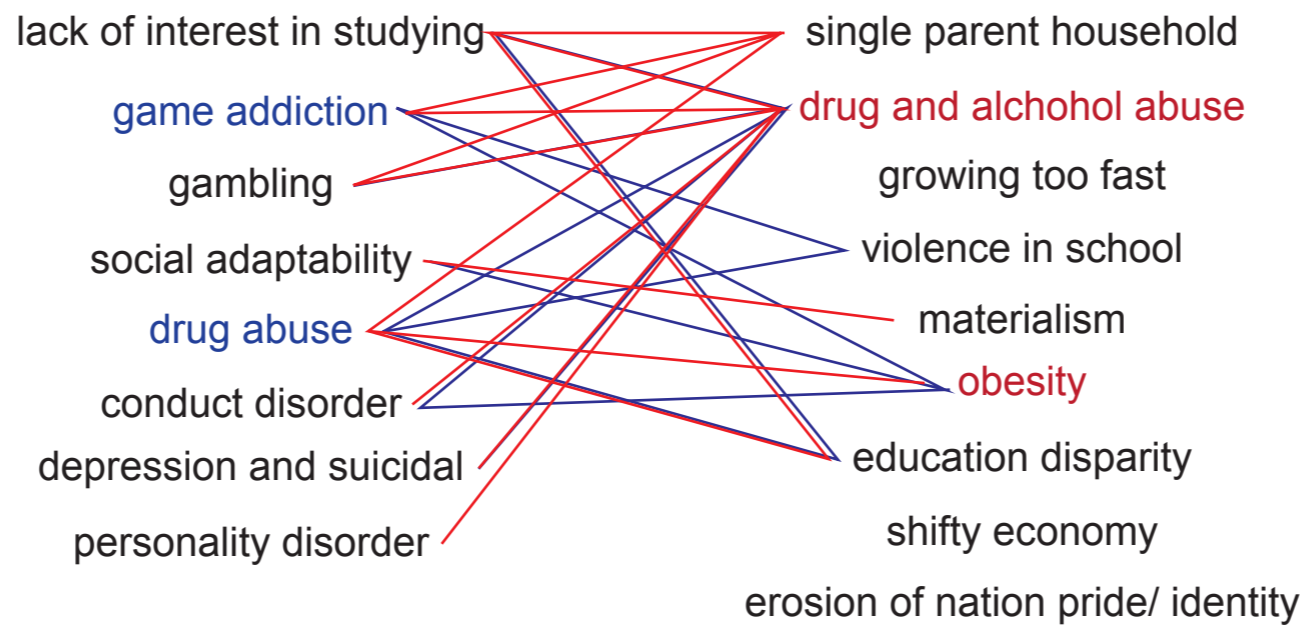 lack of interest in studying
single parent household
game addiction
drug and alchohol abuse
gambling
growing too fast
social adaptability
violence in school
drug abuse
materialism
conduct disorder
obesity
depression and suicidal
education disparity
personality disorder
shifty economy
erosion of nation pride/ identity